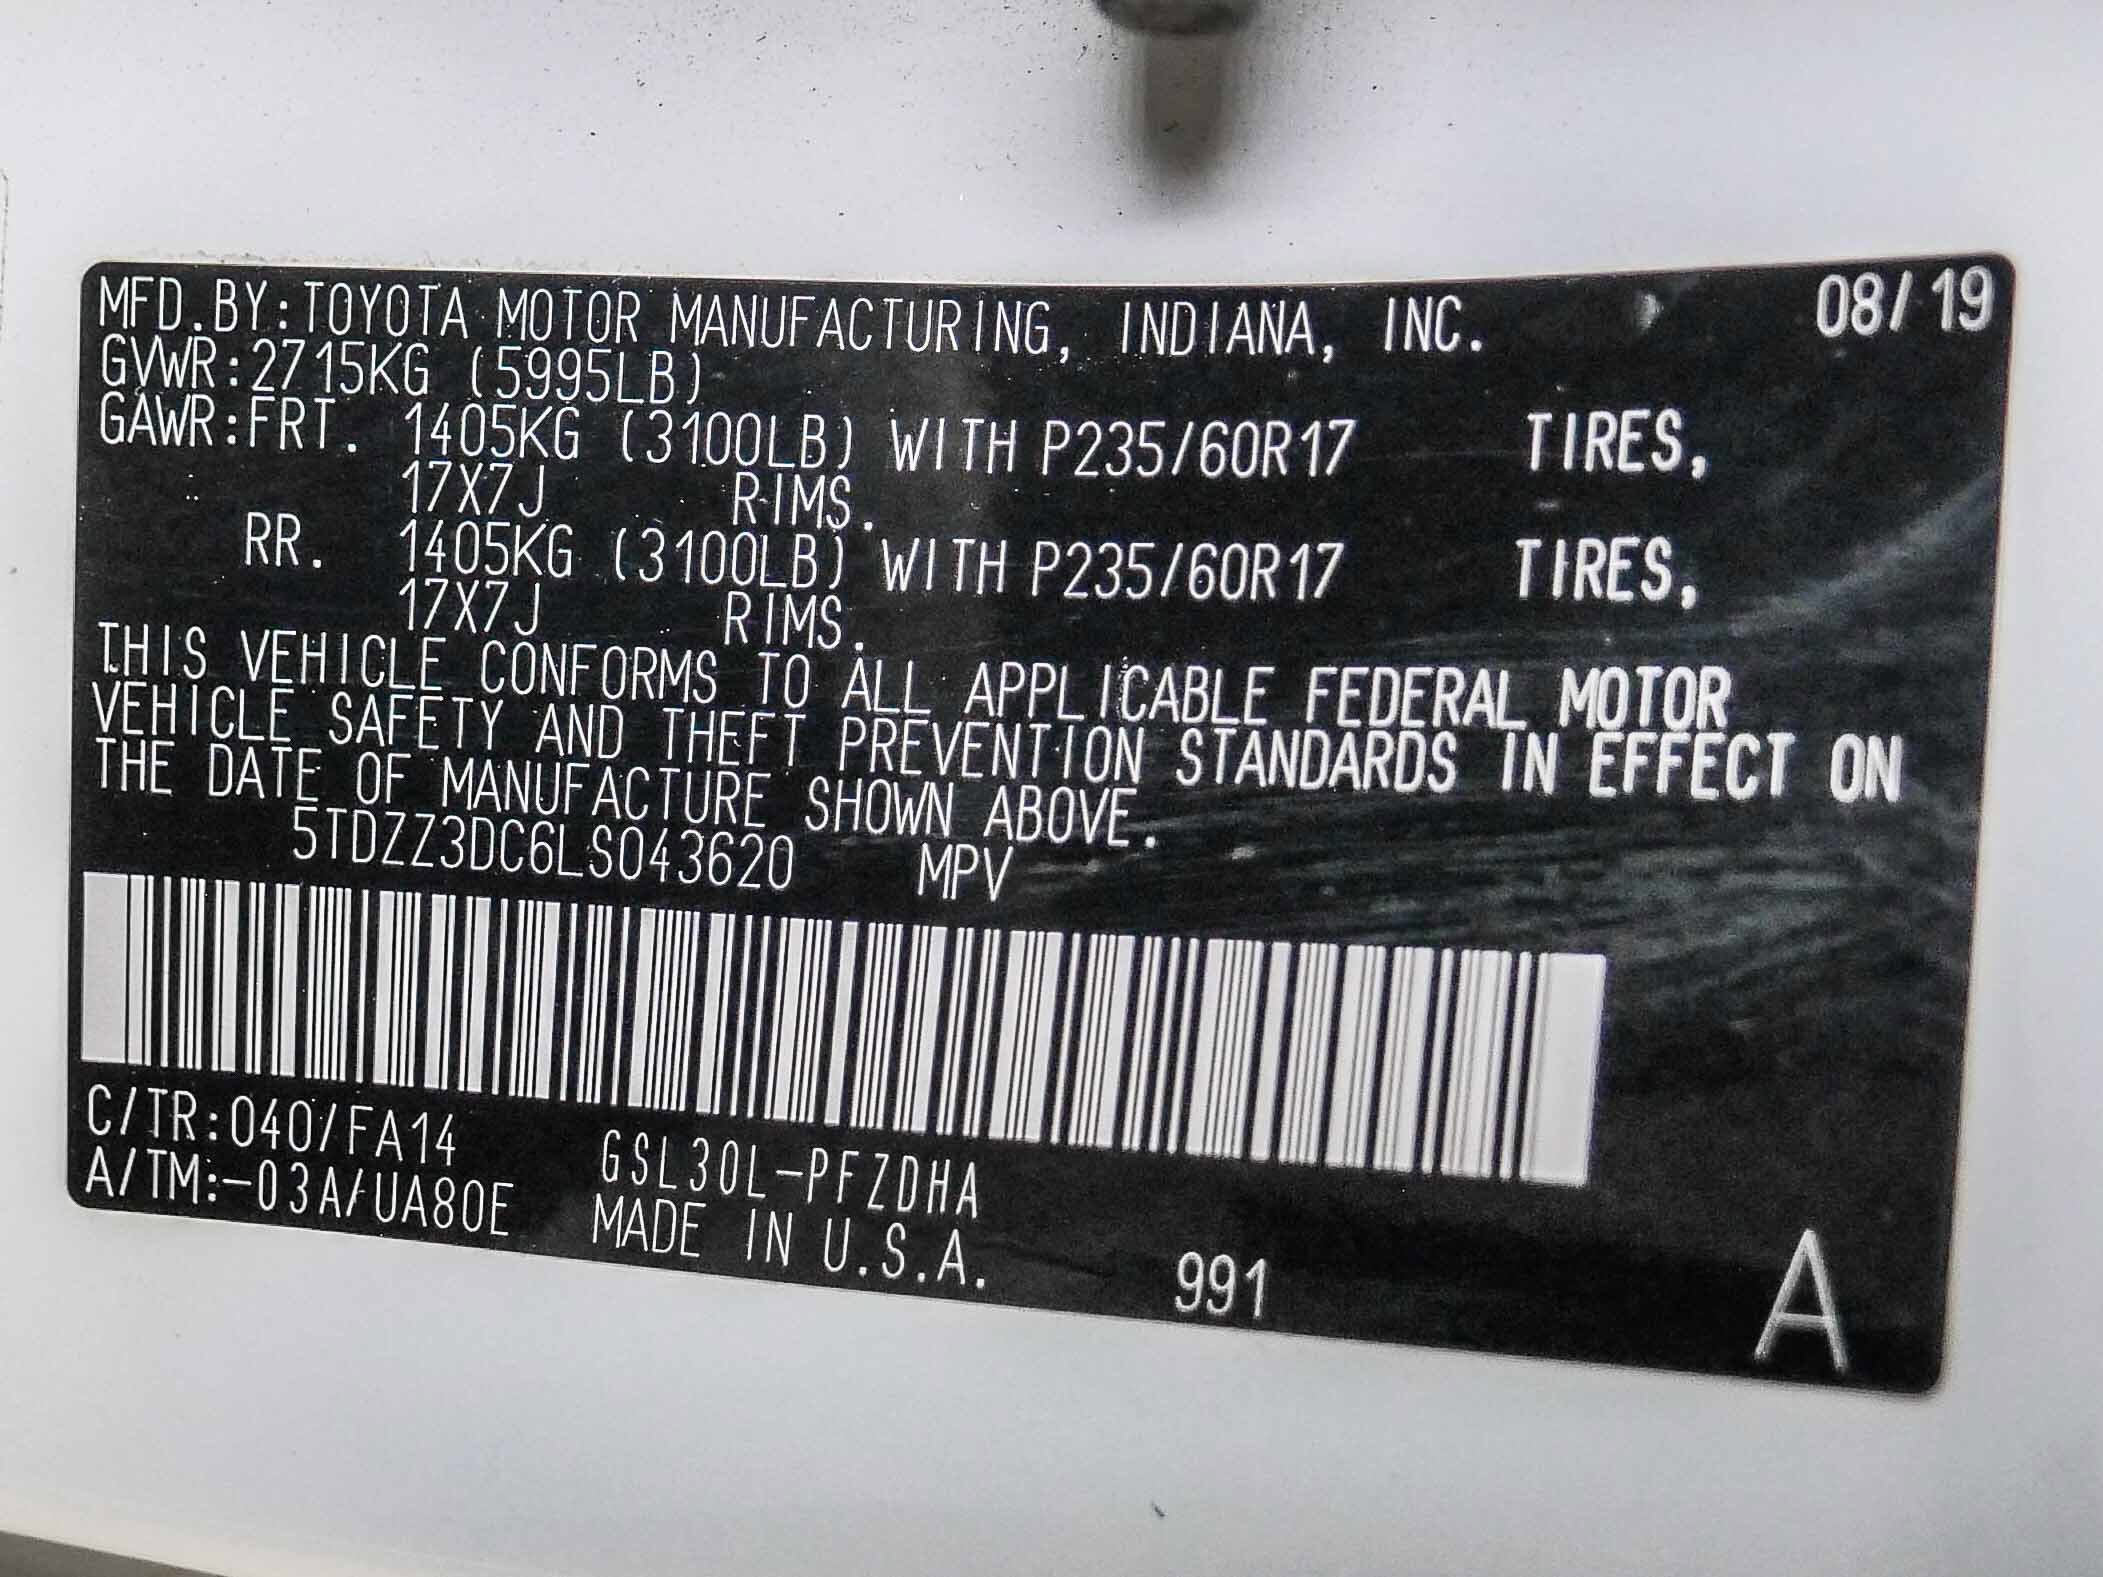 MFD.BY:TOYOTA MOTOR MANUFACTURING, INDIANA, INC. 08/19
GVWR:2715KG (5995LB)
GAWR:FRT. 1405KG (3100LB) WITH P235/60R17 TIRES,
17X7J RIMS.
RR. 1405KG (3100LB) WITH P235/60R17 TIRES,
17X7J RIMS.
THIS VEHICLE CONFORMS TO ALL APPLICABLE FEDERAL MOTOR
VEHICLE SAFETY AND THEFT PREVENTION STANDARDS IN EFFECT ON
THE DATE OF MANUFACTURE SHOWN ABOVE.
5TDZZ3DC6LS043620 MPV
C/TR:040/FA14 GSL30L-PFZDHA
A/TM:-03A/UA80E MADE IN U.S.A. 991 A